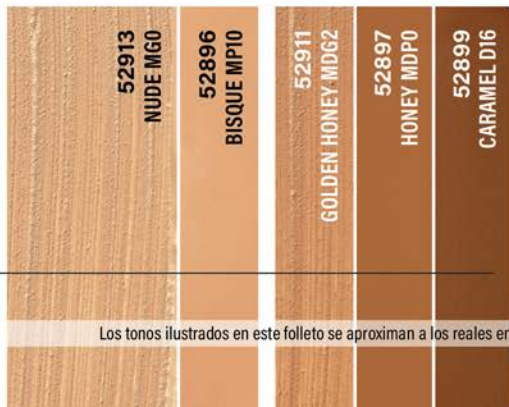 52913
NUDE MG0
52896
BISQUE MP10
52911
GOLDEN HONEY MDG2
52897
HONEY MDP0
52899
CARAMEL D16
Los tonos ilustrados en este folleto se aproximan a los reales en